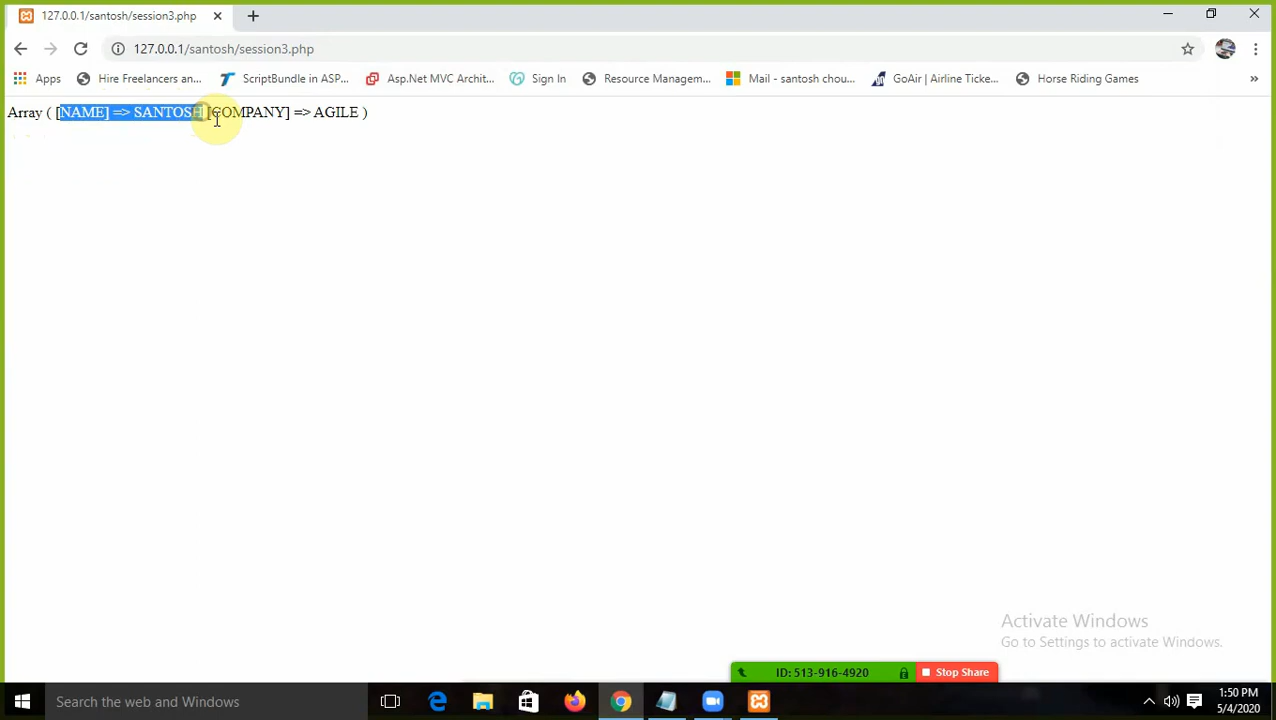 127.0.0.1/santosh/session3.php
127.0.0.1/santosh/session3.php
Apps Hire Freelancers an... ScriptBundle in ASP... Asp.Net MVC Archit... Sign In Resource Managem... Mail - santosh chou... GoAir | Airline Ticke... Horse Riding Games »
Array ( [NAME] => SANTOSH [COMPANY] => AGILE )
Activate Windows
Go to Settings to activate Windows.
ID: 513-916-4920 Stop Share
Search the web and Windows
1:50 PM
5/4/2020